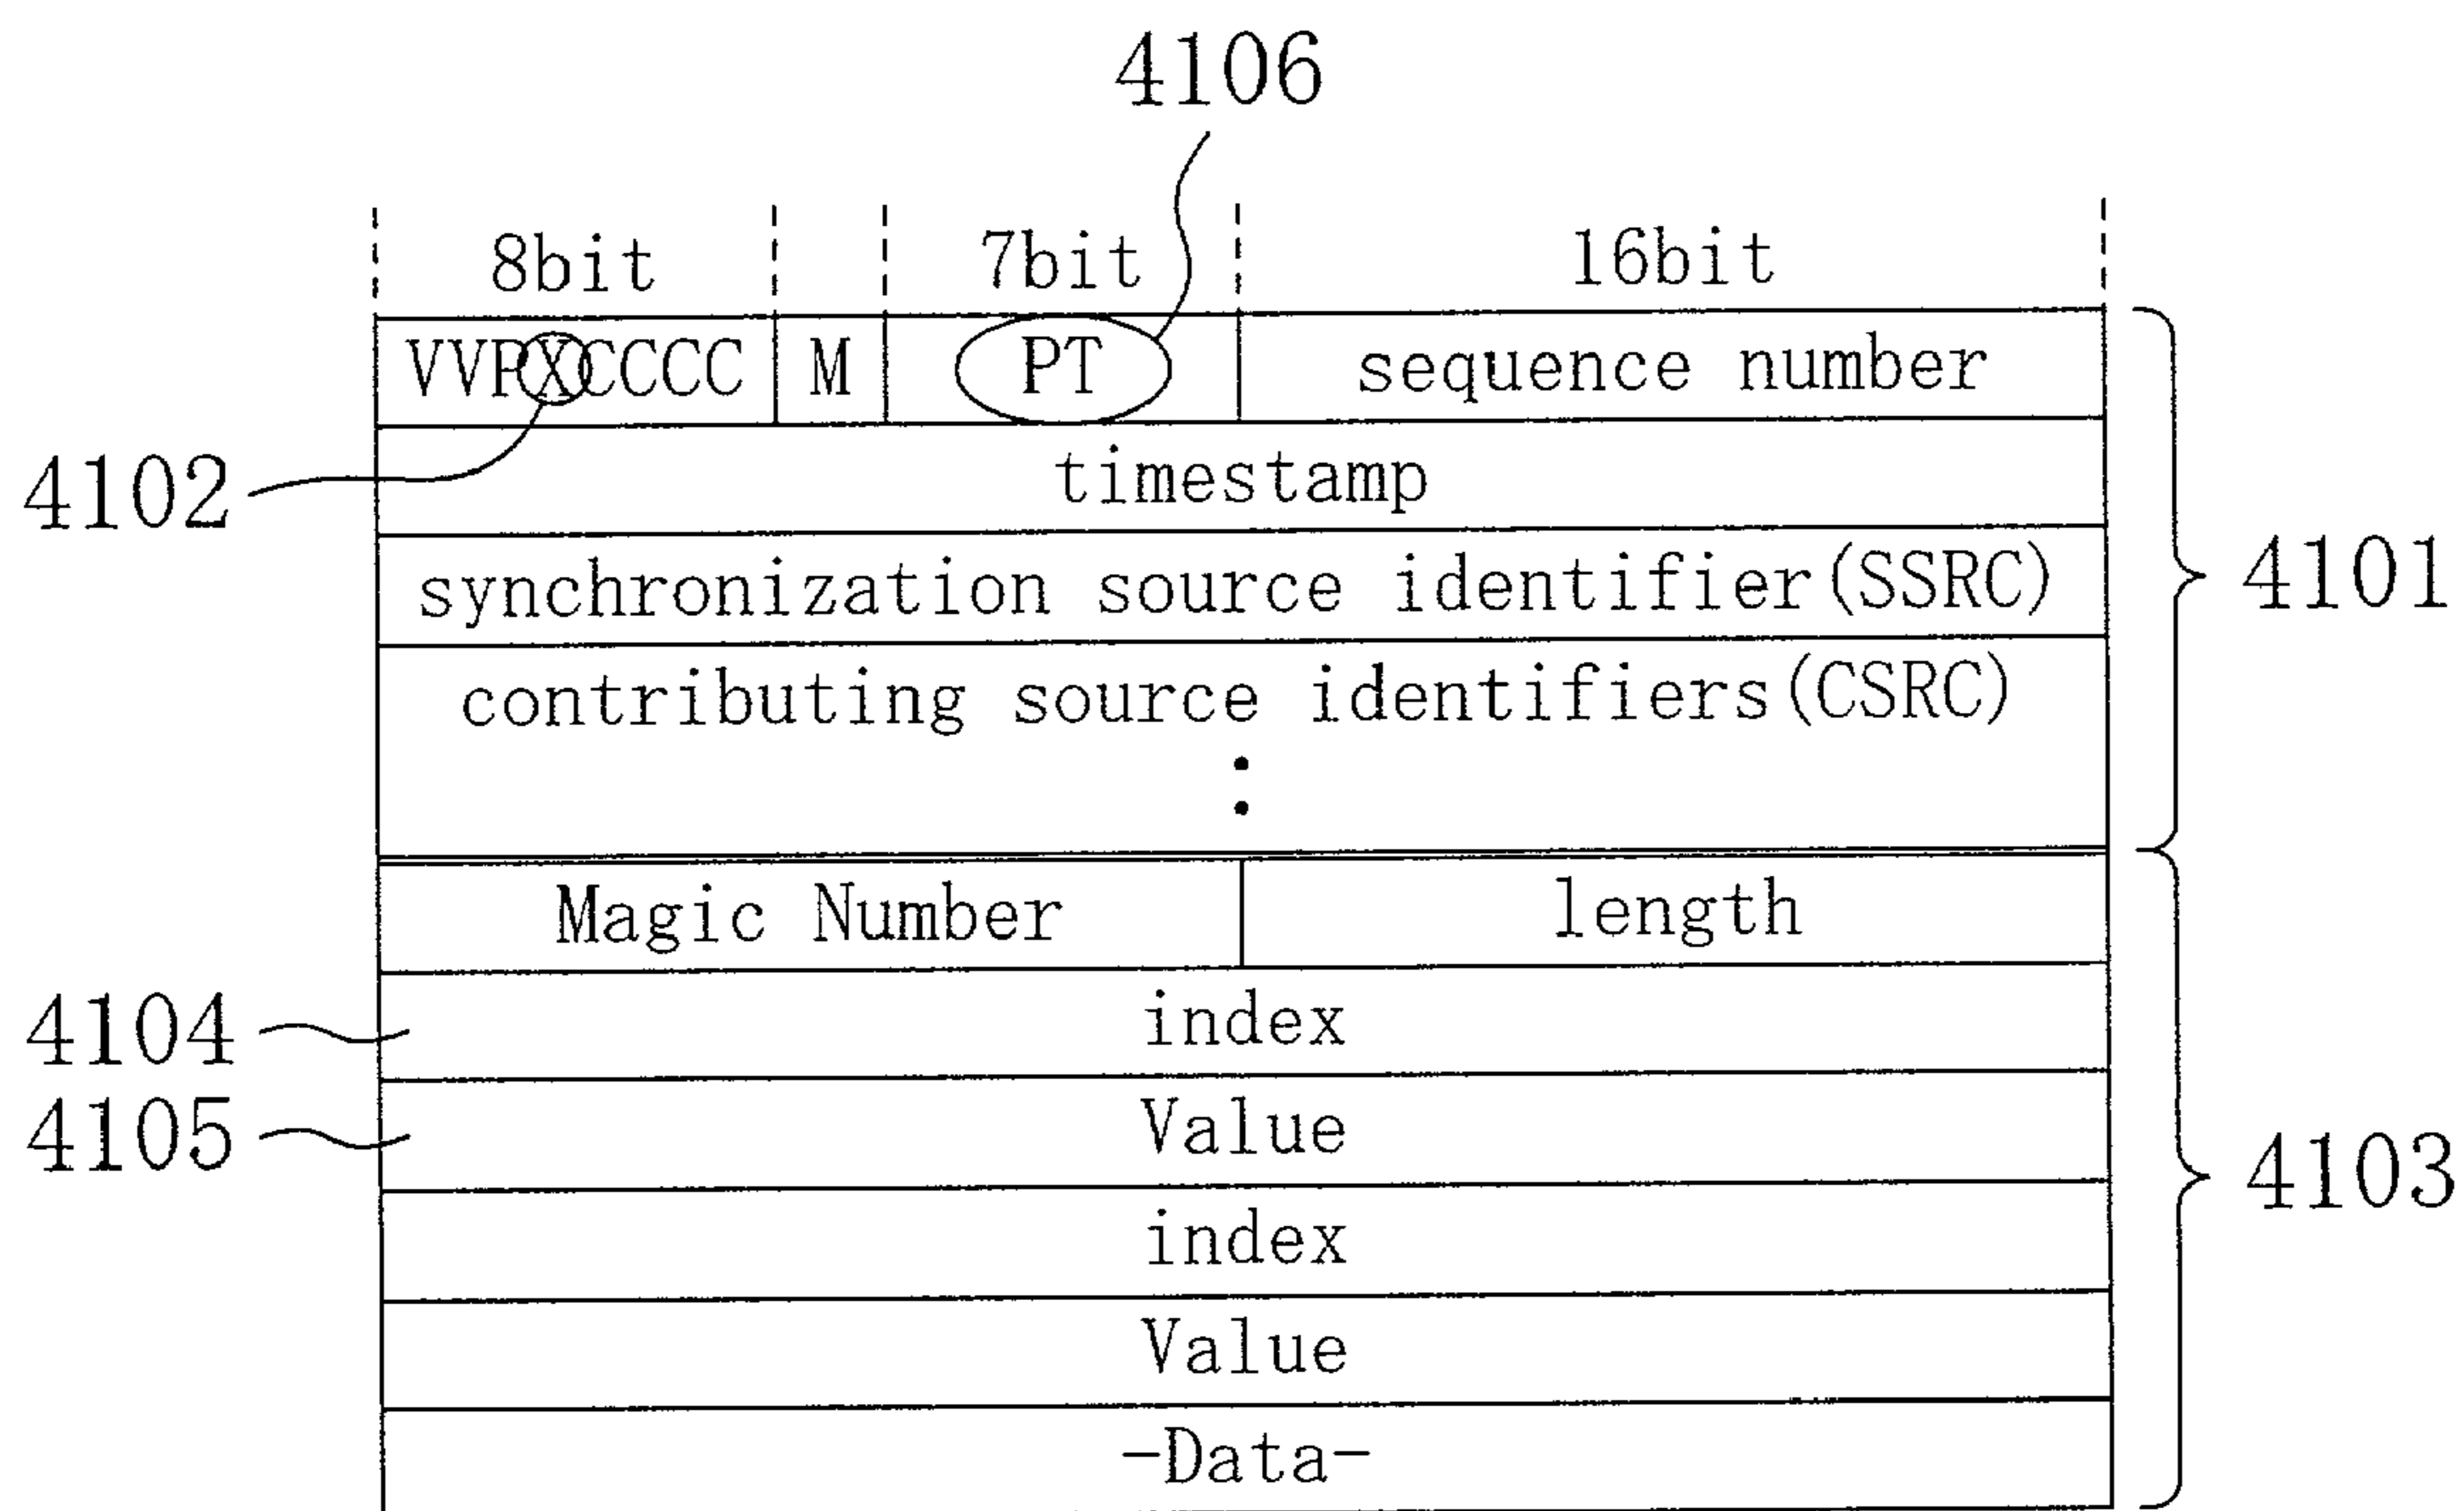 4106
8bit 7bit 16bit
VVPXCCCC M PT sequence number
4102 timestamp
synchronization source identifier(SSRC) 4101
contributing source identifiers(CSRC)
Magic Number length
4104 index
4105 Value
4103
index
Value
-Data-